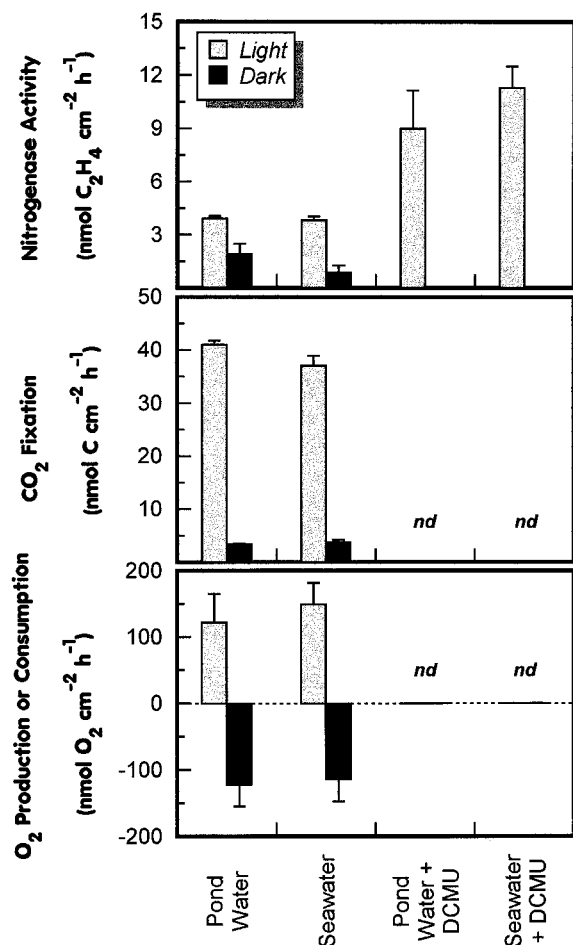 Nitrogenase Activity
(nmol C2H4 cm-2 h-1)
15
12
9
6
3
Light
Dark
CO2 Fixation
(nmol C cm-2 h-1)
50
40
30
20
10
nd
nd
O2 Production or Consumption
(nmol O2 cm-2 h-1)
200
100
0
-100
-200
nd
nd
Pond
Water
Seawater
Pond
Water +
DCMU
Seawater
+ DCMU